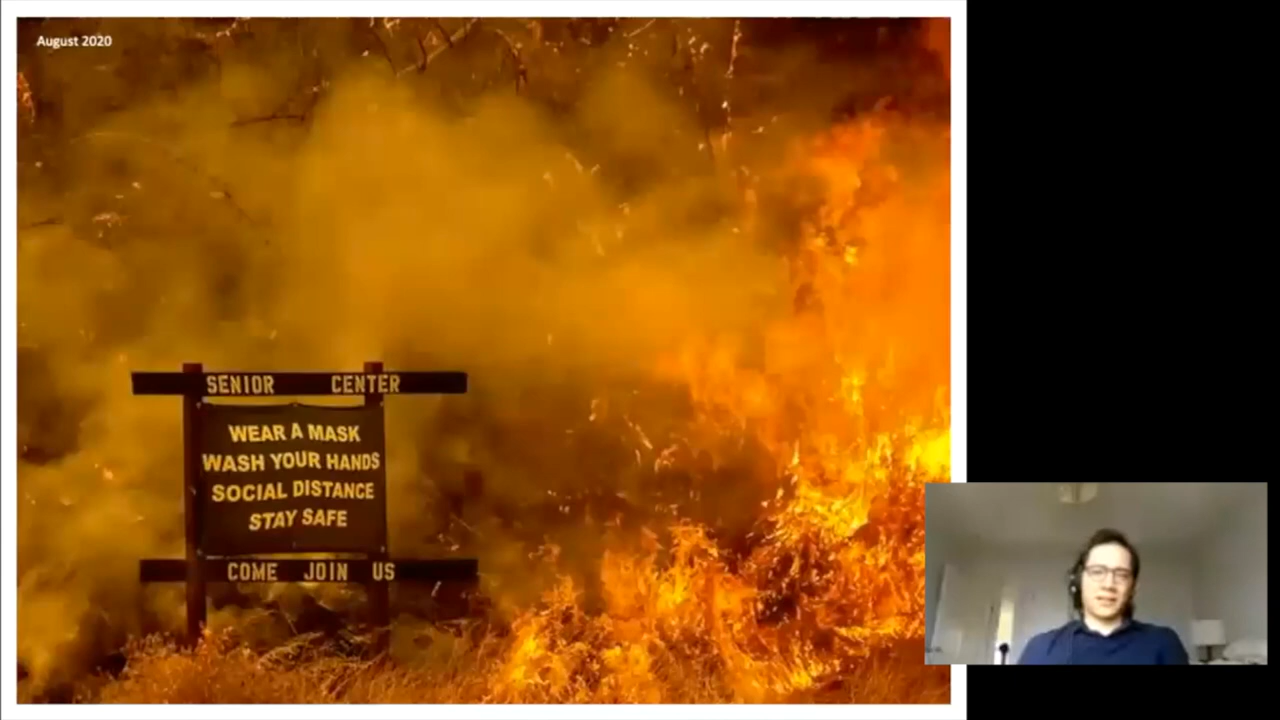 August 2020
SENIOR CENTER
WEAR A MASK
WASH YOUR HANDS
SOCIAL DISTANCE
STAY SAFE
COME JOIN US